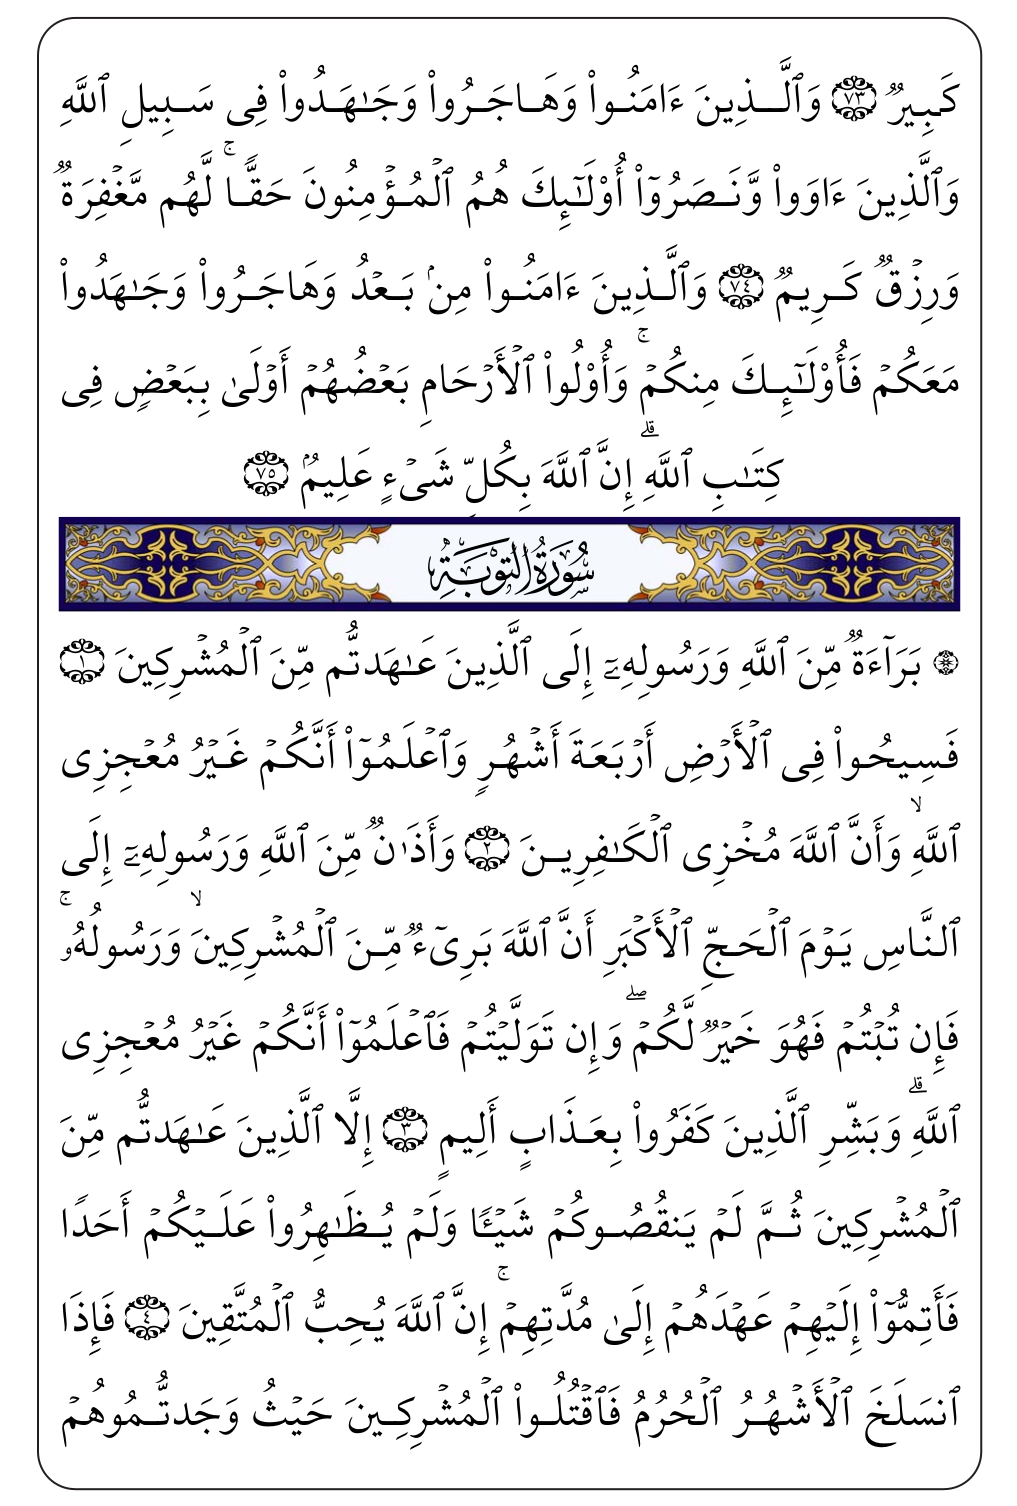 كَبِيرٌ ﴿٧٣﴾ وَٱلَّذِينَ ءَامَنُوا۟ وَهَاجَرُوا۟ وَجَـٰهَدُوا۟ فِى سَبِيلِ ٱللَّهِ
وَٱلَّذِينَ ءَاوَوا۟ وَّنَصَرُوٓا۟ أُو۟لَـٰٓئِكَ هُمُ ٱلْمُؤْمِنُونَ حَقًّا ۚ لَّهُم مَّغْفِرَةٌ
وَرِزْقٌ كَرِيمٌ ﴿٧٤﴾ وَٱلَّذِينَ ءَامَنُوا۟ مِنۢ بَعْدُ وَهَاجَرُوا۟ وَجَـٰهَدُوا۟
مَعَكُمْ فَأُو۟لَـٰٓئِكَ مِنكُمْ ۚ وَأُو۟لُوا۟ ٱلْأَرْحَامِ بَعْضُهُمْ أَوْلَىٰ بِبَعْضٍ فِى
كِتَـٰبِ ٱللَّهِ ۗ إِنَّ ٱللَّهَ بِكُلِّ شَىْءٍ عَلِيمٌۢ ﴿٧٥﴾
سُورَةُ التَّوْبَةِ
۞ بَرَآءَةٌ مِّنَ ٱللَّهِ وَرَسُولِهِۦٓ إِلَى ٱلَّذِينَ عَـٰهَدتُّم مِّنَ ٱلْمُشْرِكِينَ ﴿١﴾
فَسِيحُوا۟ فِى ٱلْأَرْضِ أَرْبَعَةَ أَشْهُرٍ وَٱعْلَمُوٓا۟ أَنَّكُمْ غَيْرُ مُعْجِزِى
ٱللَّهِ ۙ وَأَنَّ ٱللَّهَ مُخْزِى ٱلْكَـٰفِرِينَ ﴿٢﴾ وَأَذَٰنٌ مِّنَ ٱللَّهِ وَرَسُولِهِۦٓ إِلَى
ٱلنَّاسِ يَوْمَ ٱلْحَجِّ ٱلْأَكْبَرِ أَنَّ ٱللَّهَ بَرِىٓءٌ مِّنَ ٱلْمُشْرِكِينَ ۙ وَرَسُولُهُۥ ۚ
فَإِن تُبْتُمْ فَهُوَ خَيْرٌ لَّكُمْ ۖ وَإِن تَوَلَّيْتُمْ فَٱعْلَمُوٓا۟ أَنَّكُمْ غَيْرُ مُعْجِزِى
ٱللَّهِ ۗ وَبَشِّرِ ٱلَّذِينَ كَفَرُوا۟ بِعَذَابٍ أَلِيمٍ ﴿٣﴾ إِلَّا ٱلَّذِينَ عَـٰهَدتُّم مِّنَ
ٱلْمُشْرِكِينَ ثُمَّ لَمْ يَنقُصُوكُمْ شَيْـًٔا وَلَمْ يُظَـٰهِرُوا۟ عَلَيْكُمْ أَحَدًا
فَأَتِمُّوٓا۟ إِلَيْهِمْ عَهْدَهُمْ إِلَىٰ مُدَّتِهِمْ ۚ إِنَّ ٱللَّهَ يُحِبُّ ٱلْمُتَّقِينَ ﴿٤﴾ فَإِذَا
ٱنسَلَخَ ٱلْأَشْهُرُ ٱلْحُرُمُ فَٱقْتُلُوا۟ ٱلْمُشْرِكِينَ حَيْثُ وَجَدتُّمُوهُمْ